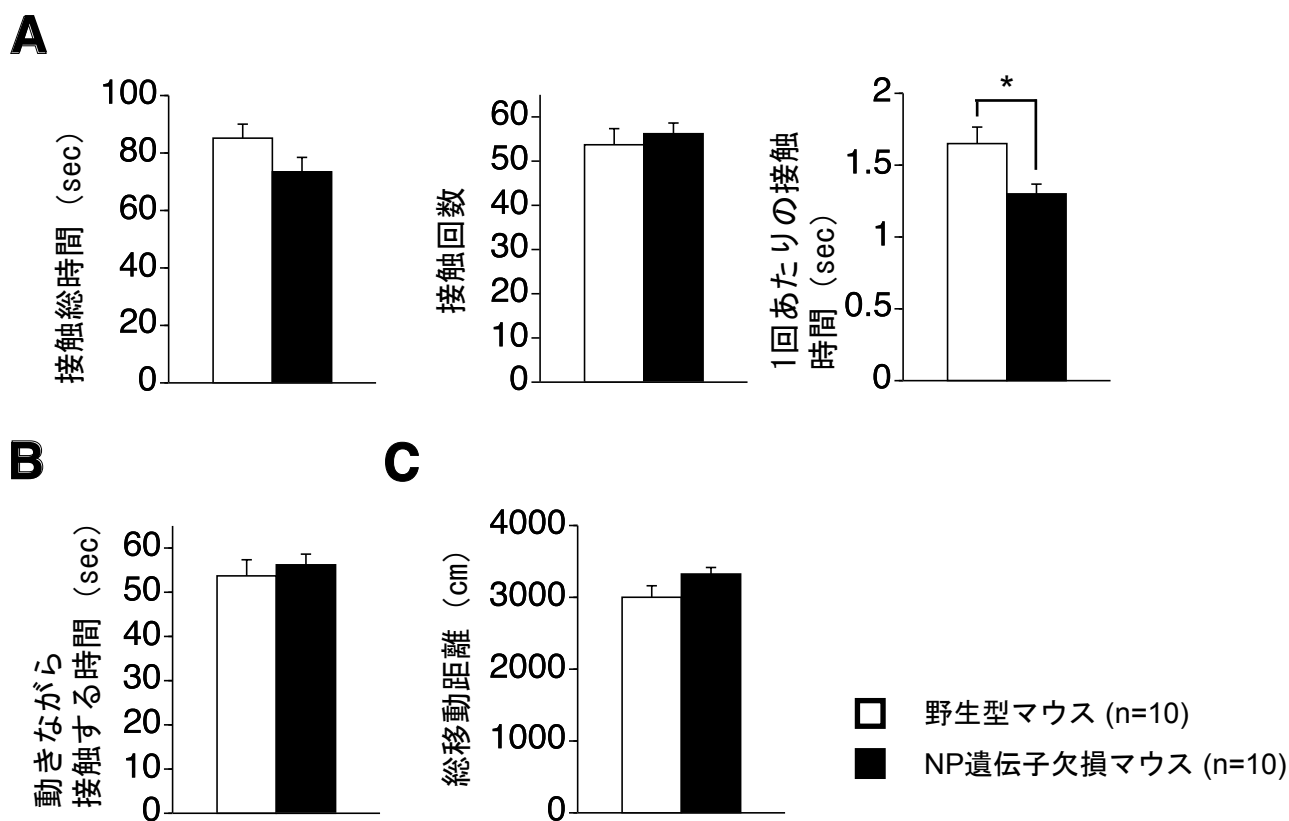 A
接触総時間 (sec)
100
80
60
40
20
0
接触回数
60
50
40
30
20
10
0
1回あたりの接触
時間 (sec)
2
1.5
1
0.5
0
*
B
動きながら
接触する時間 (sec)
60
50
40
30
20
10
0
C
総移動距離 (cm)
4000
3000
2000
1000
0
野生型マウス (n=10)
NP遺伝子欠損マウス (n=10)